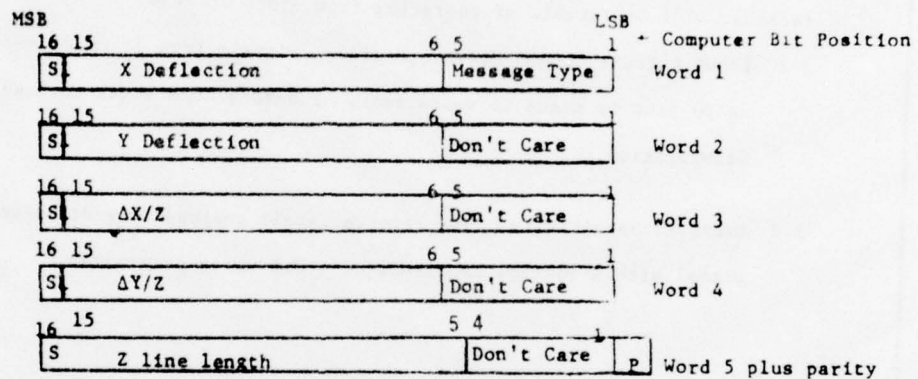 MSB LSB
16 15 6 5 1 ← Computer Bit Position
S X Deflection Message Type Word 1
16 15 6 5 1
S Y Deflection Don't Care Word 2
16 15 6 5 1
S ΔX/Z Don't Care Word 3
16 15 6 5 1
S ΔY/Z Don't Care Word 4
16 15 5 4 1
S Z line length Don't Care P Word 5 plus parity